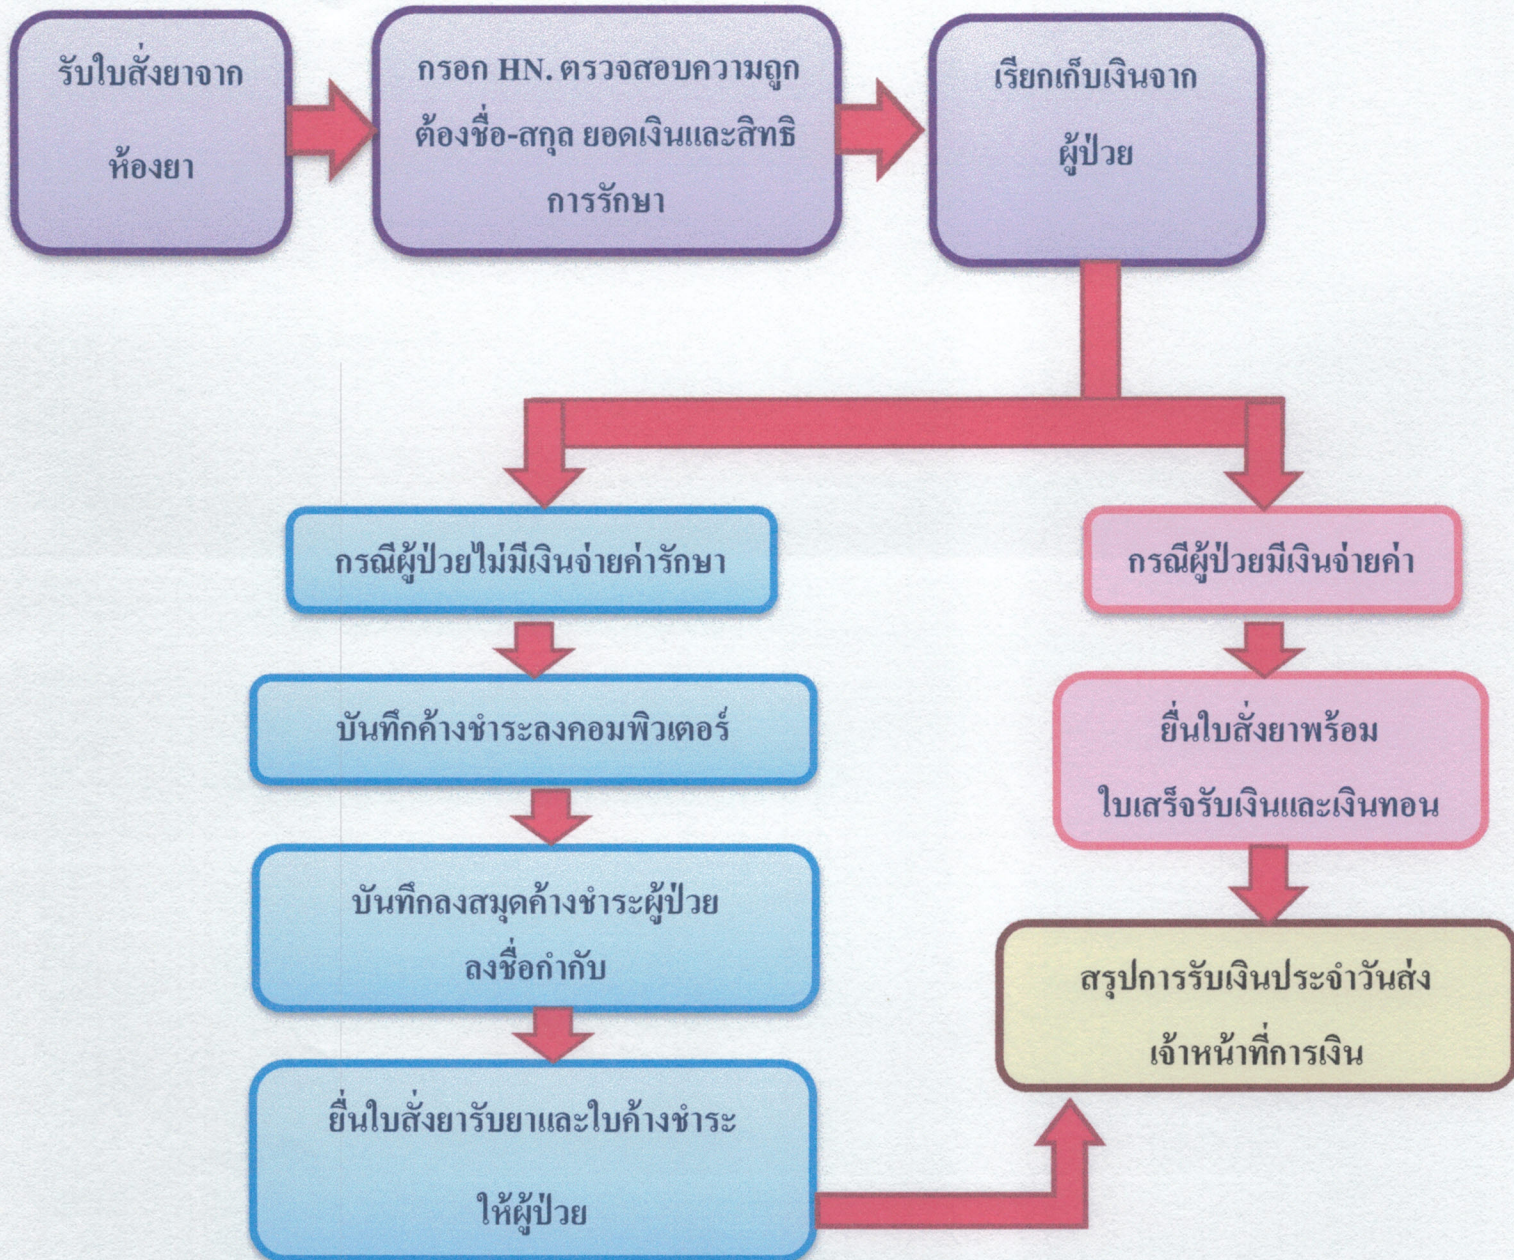 รับใบสั่งยาจาก
ห้องยา
กรอก HN. ตรวจสอบความถูก
ต้องชื่อ-สกุล ยอดเงินและสิทธิ
การรักษา
เรียกเก็บเงินจาก
ผู้ป่วย
กรณีผู้ป่วยไม่มีเงินจ่ายค่ารักษา
บันทึกค้างชำระลงคอมพิวเตอร์
บันทึกลงสมุดค้างชำระผู้ป่วย
ลงชื่อกำกับ
ยื่นใบสั่งยารับยาและใบค้างชำระ
ให้ผู้ป่วย
กรณีผู้ป่วยมีเงินจ่ายค่า
ยื่นใบสั่งยาพร้อม
ใบเสร็จรับเงินและเงินทอน
สรุปการรับเงินประจำวันส่ง
เจ้าหน้าที่การเงิน